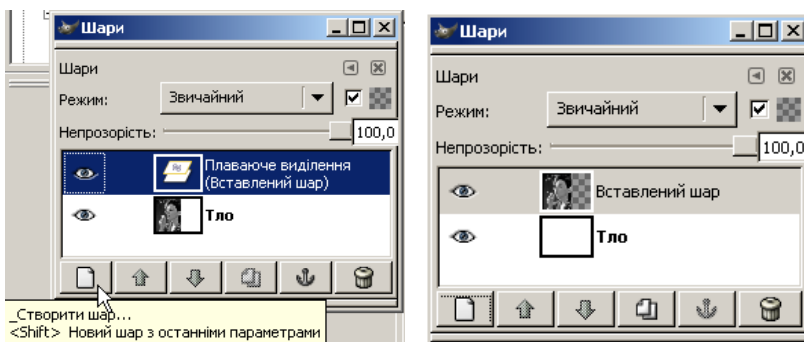 Шари
Шари
Режим: Звичайний
Непрозорість: 100,0
Плаваюче виділення
(Вставлений шар)
Тло
_Створити шар...
<Shift> Новий шар з останніми параметрами
Шари
Шари
Режим: Звичайний
Непрозорість: 100,0
Вставлений шар
Тло